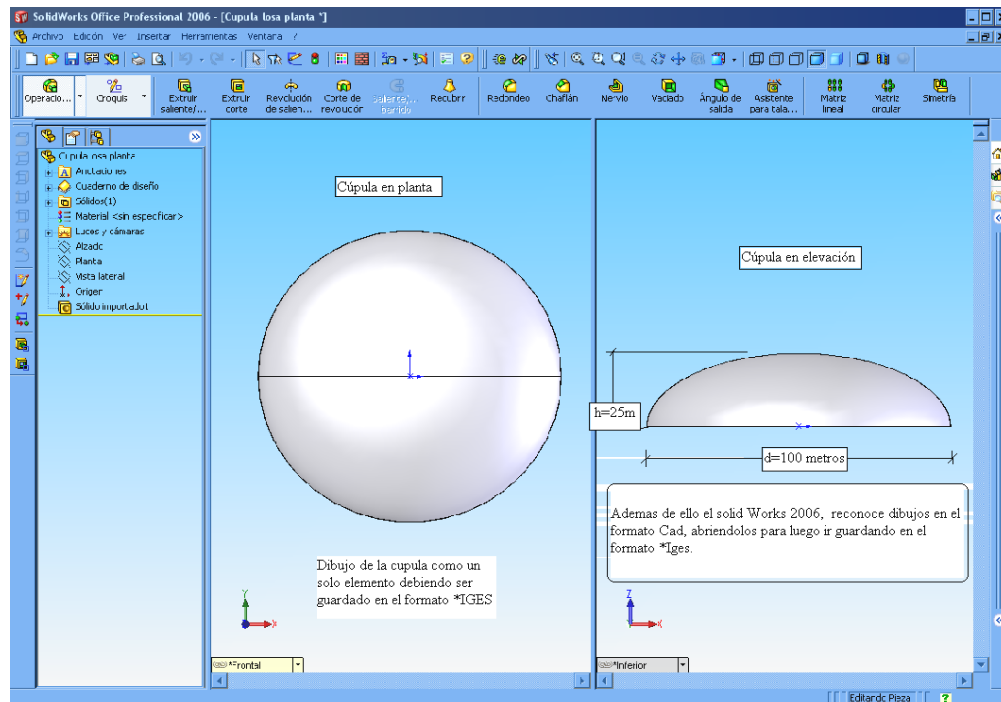 SolidWorks Office Professional 2006 - [Cupula losa planta *]
Archivo Edición Ver Insertar Herramientas Ventana ?
Operacio... Croquis Extruir saliente/... Extruir corte Revolución de salien... Corte de revolución Saliente/... barrido Recubrir Redondeo Chaflán Nervio Vaciado Ángulo de salida Asistente para tala... Matriz lineal Matriz circular Simetría
Cupula losa planta
Anotaciones
Cuaderno de diseño
Sólidos(1)
Material <sin especificar>
Luces y cámaras
Alzado
Planta
Vista lateral
Origen
Sólido importado1
Cúpula en planta
Dibujo de la cupula como un
solo elemento debiendo ser
guardado en el formato *IGES
Y
X
*Frontal
Cúpula en elevación
h=25m
d=100 metros
Ademas de ello el solid Works 2006, reconoce dibujos en el
formato Cad, abriendolos para luego ir guardando en el
formato *Iges.
Z
X
*Inferior
Editando Pieza